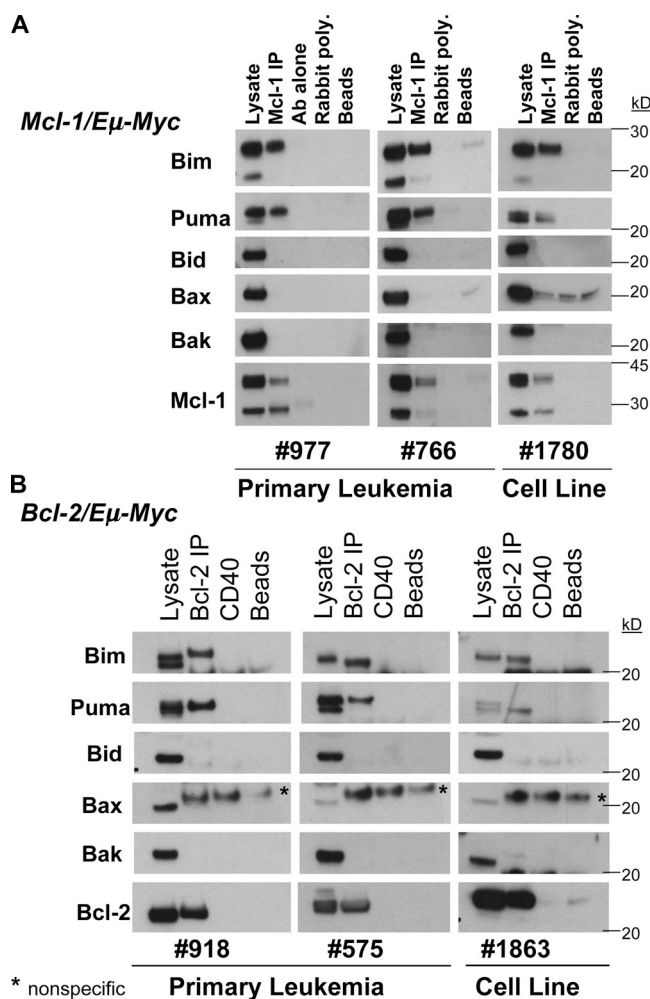 A
Mcl-1/Eμ-Myc
Lysate Mcl-1 IP Ab alone Rabbit poly. Beads
Lysate Mcl-1 IP Rabbit poly. Beads
Lysate Mcl-1 IP Rabbit poly. Beads
kD
Bim
30
20
Puma
20
Bid
20
Bax
20
Bak
20
Mcl-1
45
30
#977 #766 #1780
Primary Leukemia Cell Line
B
Bcl-2/Eμ-Myc
Lysate Bcl-2 IP CD40 Beads
Lysate Bcl-2 IP CD40 Beads
Lysate Bcl-2 IP CD40 Beads
kD
Bim
20
Puma
20
Bid
20
Bax * * *
20
Bak
20
Bcl-2
20
#918 #575 #1863
* nonspecific Primary Leukemia Cell Line